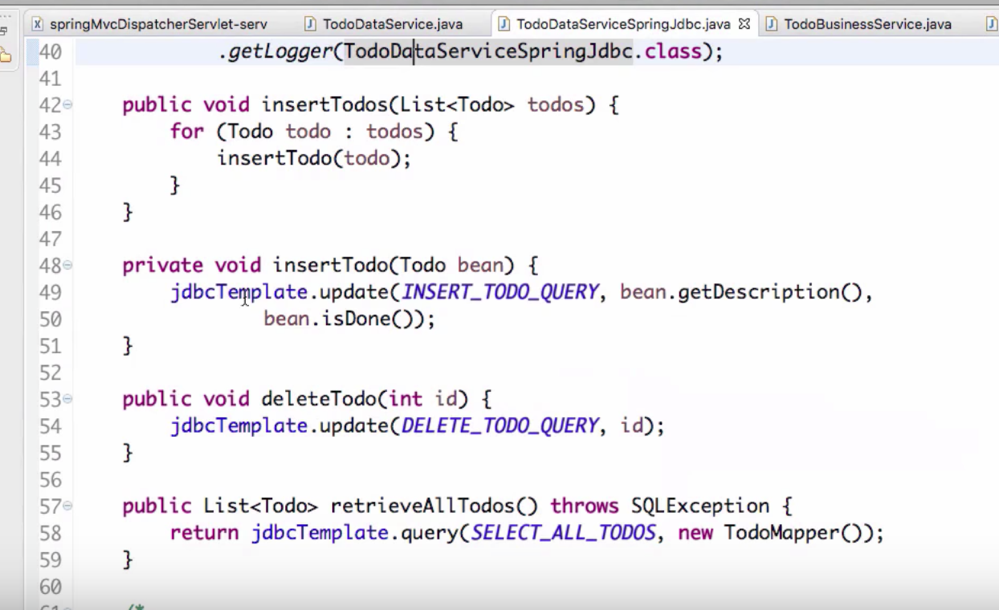 springMvcDispatcherServlet-serv TodoDataService.java TodoDataServiceSpringJdbc.java TodoBusinessService.java
40 .getLogger(TodoDataServiceSpringJdbc.class);
41
42 public void insertTodos(List<Todo> todos) {
43 for (Todo todo : todos) {
44 insertTodo(todo);
45 }
46 }
47
48 private void insertTodo(Todo bean) {
49 jdbcTemplate.update(INSERT_TODO_QUERY, bean.getDescription(),
50 bean.isDone());
51 }
52
53 public void deleteTodo(int id) {
54 jdbcTemplate.update(DELETE_TODO_QUERY, id);
55 }
56
57 public List<Todo> retrieveAllTodos() throws SQLException {
58 return jdbcTemplate.query(SELECT_ALL_TODOS, new TodoMapper());
59 }
60
61 /*